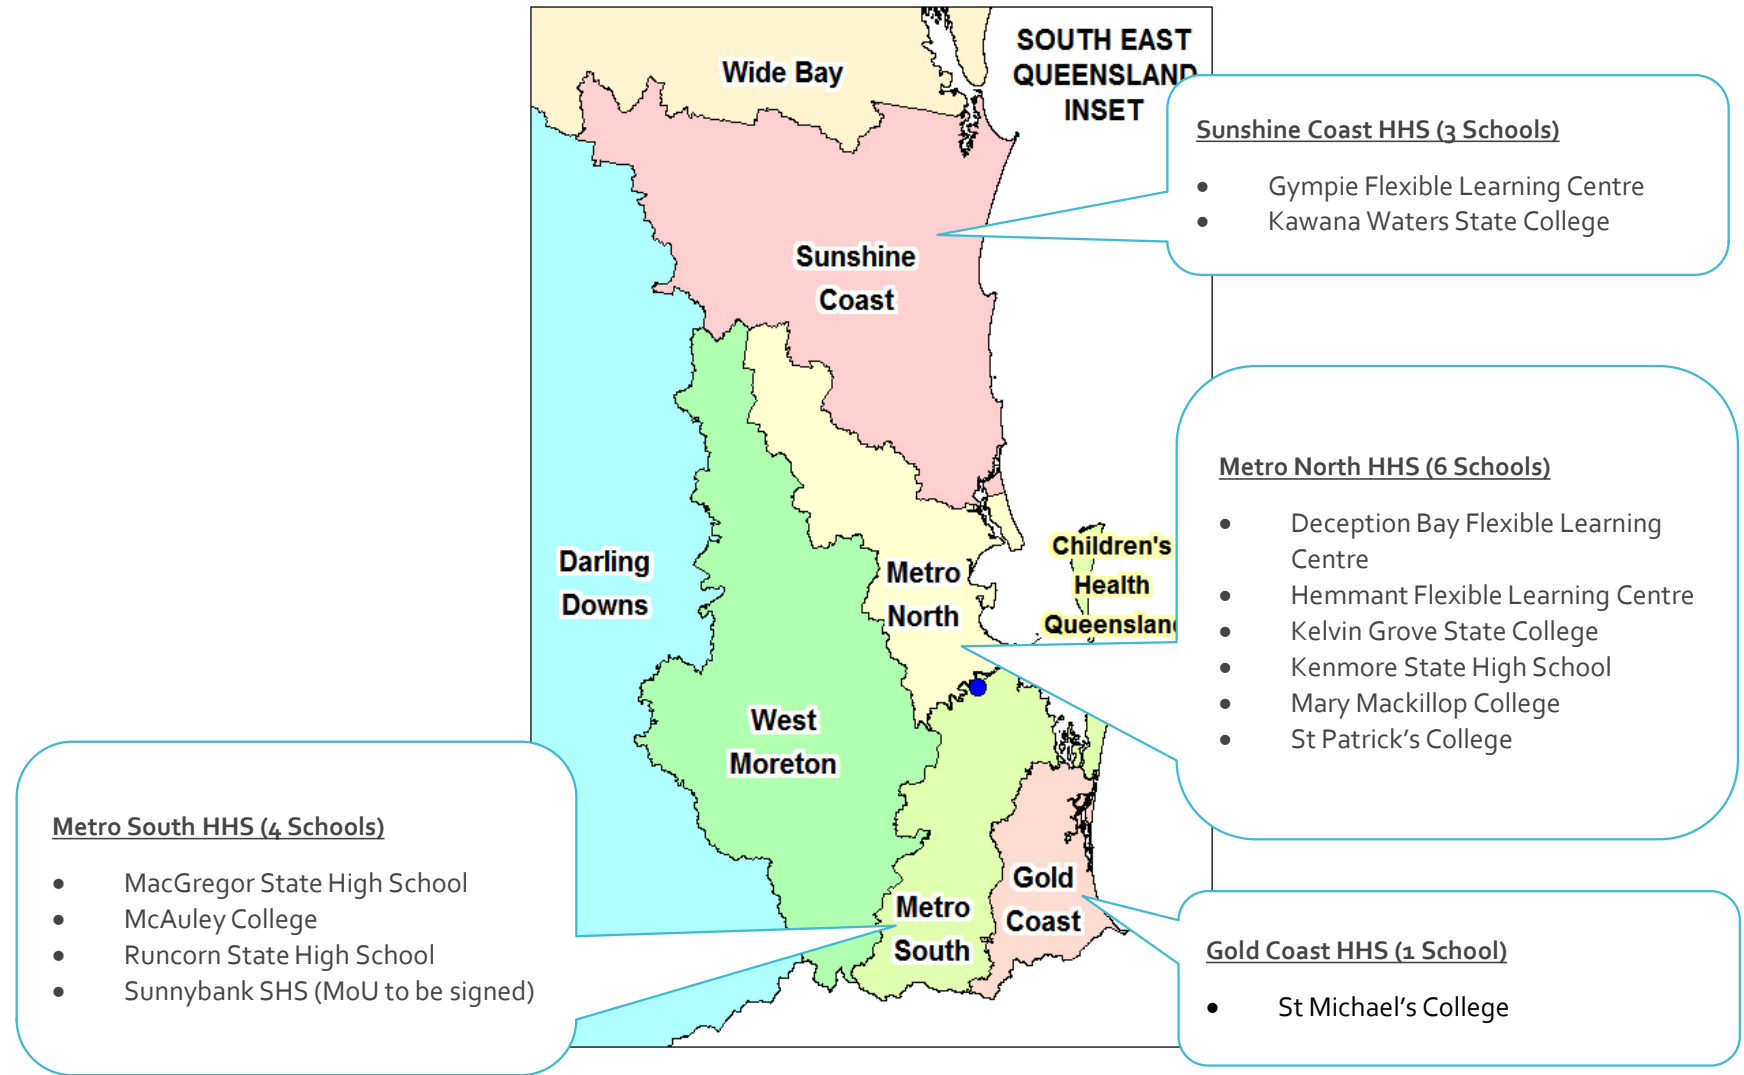 SOUTH EAST
QUEENSLAND
INSET
Wide Bay
Sunshine
Coast
Darling
Downs
Metro
North
Children's
Health
Queensland
West
Moreton
Metro
South
Gold
Coast
Sunshine Coast HHS (3 Schools)
• Gympie Flexible Learning Centre
• Kawana Waters State College
Metro North HHS (6 Schools)
• Deception Bay Flexible Learning
Centre
• Hemmant Flexible Learning Centre
• Kelvin Grove State College
• Kenmore State High School
• Mary Mackillop College
• St Patrick’s College
Metro South HHS (4 Schools)
• MacGregor State High School
• McAuley College
• Runcorn State High School
• Sunnybank SHS (MoU to be signed)
Gold Coast HHS (1 School)
• St Michael’s College